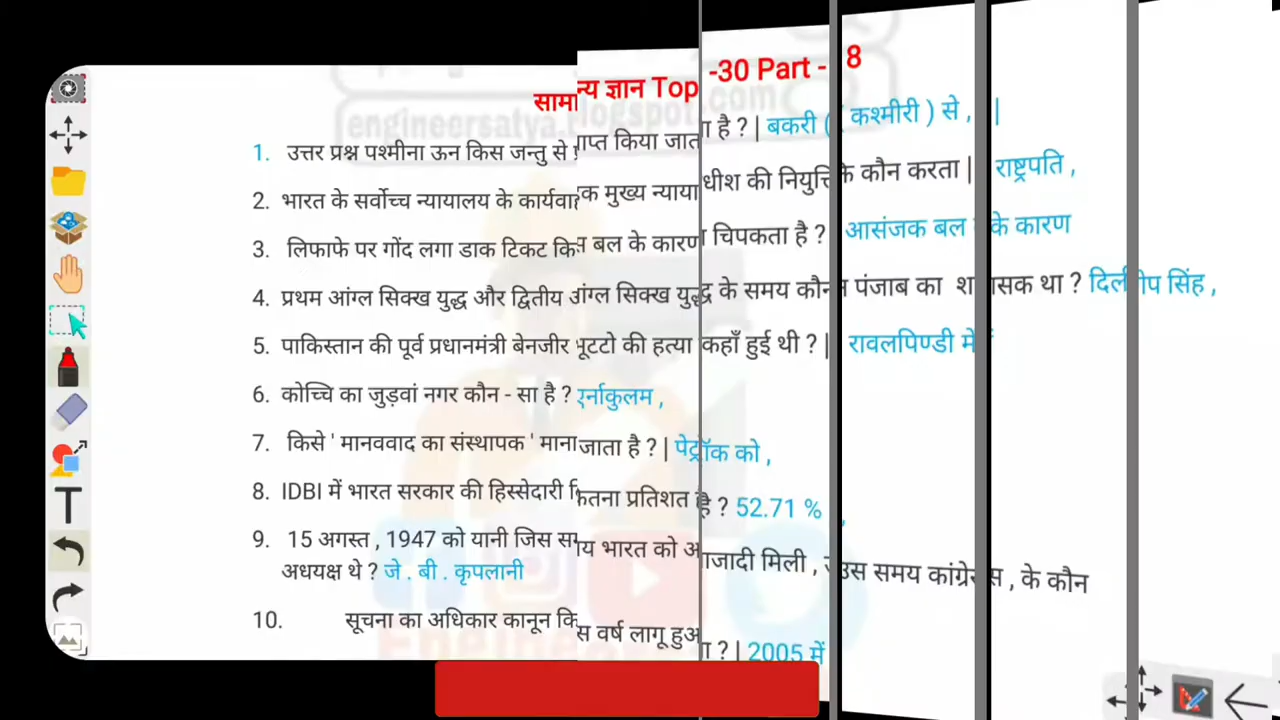 सामान्य ज्ञान Top -30 Part - 8
engineersatya.blogspot.com
1. उत्तर प्रश्न पश्मीना ऊन किस जन्तु से प्राप्त किया जाता है ? | बकरी ( कश्मीरी ) से , |
2. भारत के सर्वोच्च न्यायालय के कार्यवाहक मुख्य न्यायाधीश की नियुक्ति कौन करता | राष्ट्रपति ,
3. लिफाफे पर गोंद लगा डाक टिकट किस बल के कारण चिपकता है ? आसंजक बल के कारण
4. प्रथम आंग्ल सिक्ख युद्ध और द्वितीय आंग्ल सिक्ख युद्ध के समय कौन पंजाब का शासक था ? दिलीप सिंह ,
5. पाकिस्तान की पूर्व प्रधानमंत्री बेनजीर भूटटो की हत्या कहाँ हुई थी ? | रावलपिण्डी में
6. कोच्चि का जुड़वां नगर कौन - सा है ? एर्नाकुलम ,
7. किसे ' मानववाद का संस्थापक ' माना जाता है ? | पेट्रॉक को ,
8. IDBI में भारत सरकार की हिस्सेदारी कितना प्रतिशत है ? 52.71 % ,
9. 15 अगस्त , 1947 को यानी जिस समय भारत को आजादी मिली , उस समय कांग्रेस , के कौन
अधयक्ष थे ? जे . बी . कृपलानी
10. सूचना का अधिकार कानून किस वर्ष लागू हुआ ? | 2005 में